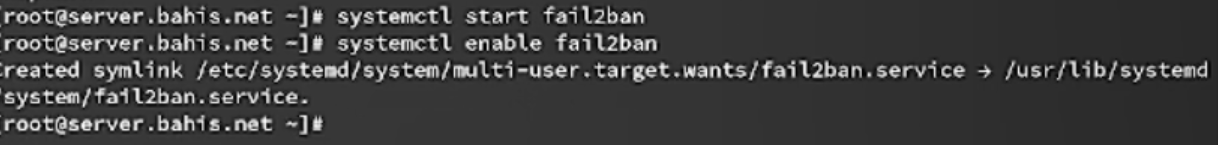 [root@server.bahis.net ~]# systemctl start fail2ban
[root@server.bahis.net ~]# systemctl enable fail2ban
Created symlink /etc/systemd/system/multi-user.target.wants/fail2ban.service → /usr/lib/systemd
/system/fail2ban.service.
[root@server.bahis.net ~]#